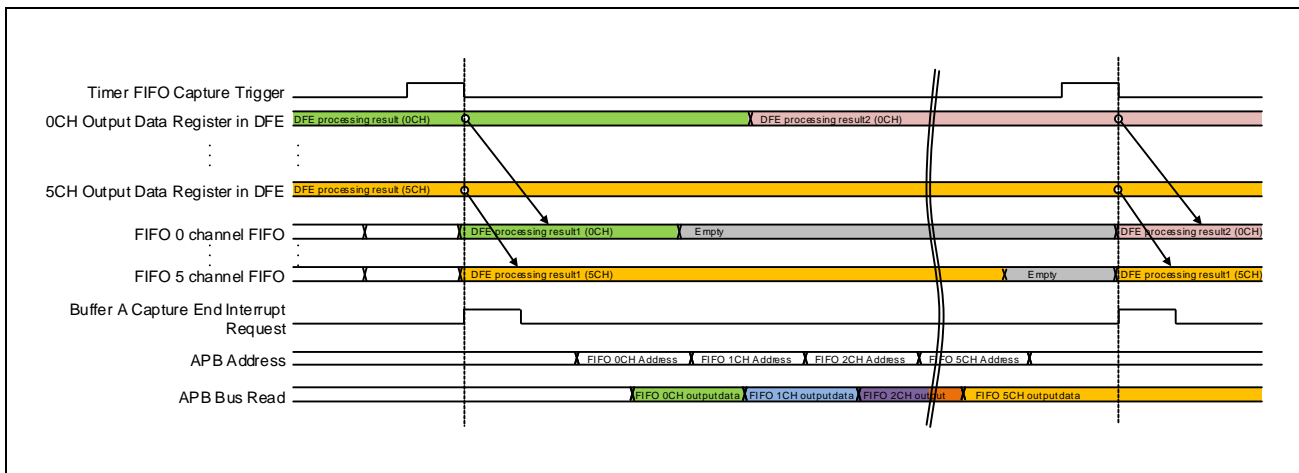 Timer FIFO Capture Trigger
0CH Output Data Register in DFE
DFE processing result (0CH)
DFE processing result2 (0CH)
5CH Output Data Register in DFE
DFE processing result (5CH)
FIFO 0 channel FIFO
DFE processing result1 (0CH)
Empty
DFE processing result2 (0CH)
FIFO 5 channel FIFO
DFE processing result1 (5CH)
Empty
DFE processing result1 (5CH)
Buffer A Capture End Interrupt
Request
APB Address
FIFO 0CH Address
FIFO 1CH Address
FIFO 2CH Address
FIFO 5CH Address
APB Bus Read
FIFO 0CH outputdata
FIFO 1CH outputdata
FIFO 2CH output
FIFO 5CH outputdata